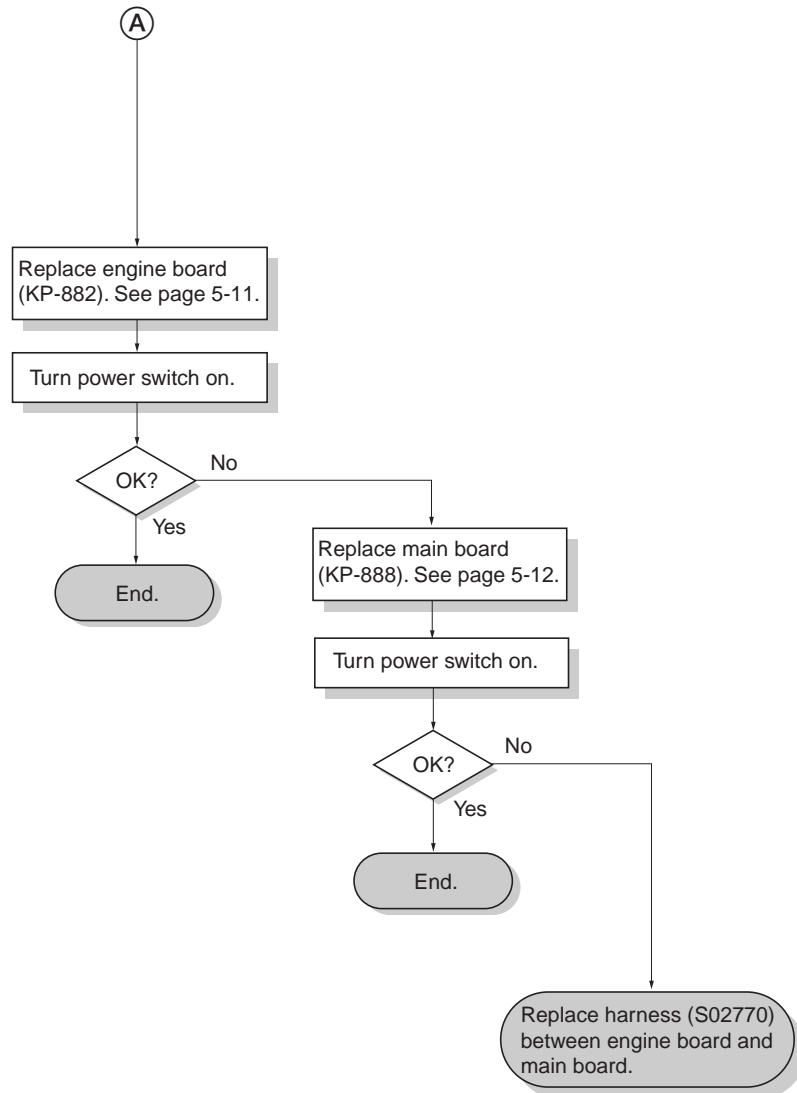 A
Replace engine board
(KP-882). See page 5-11.
Turn power switch on.
OK?
No
Yes
End.
Replace main board
(KP-888). See page 5-12.
Turn power switch on.
OK?
No
Yes
End.
Replace harness (S02770)
between engine board and
main board.